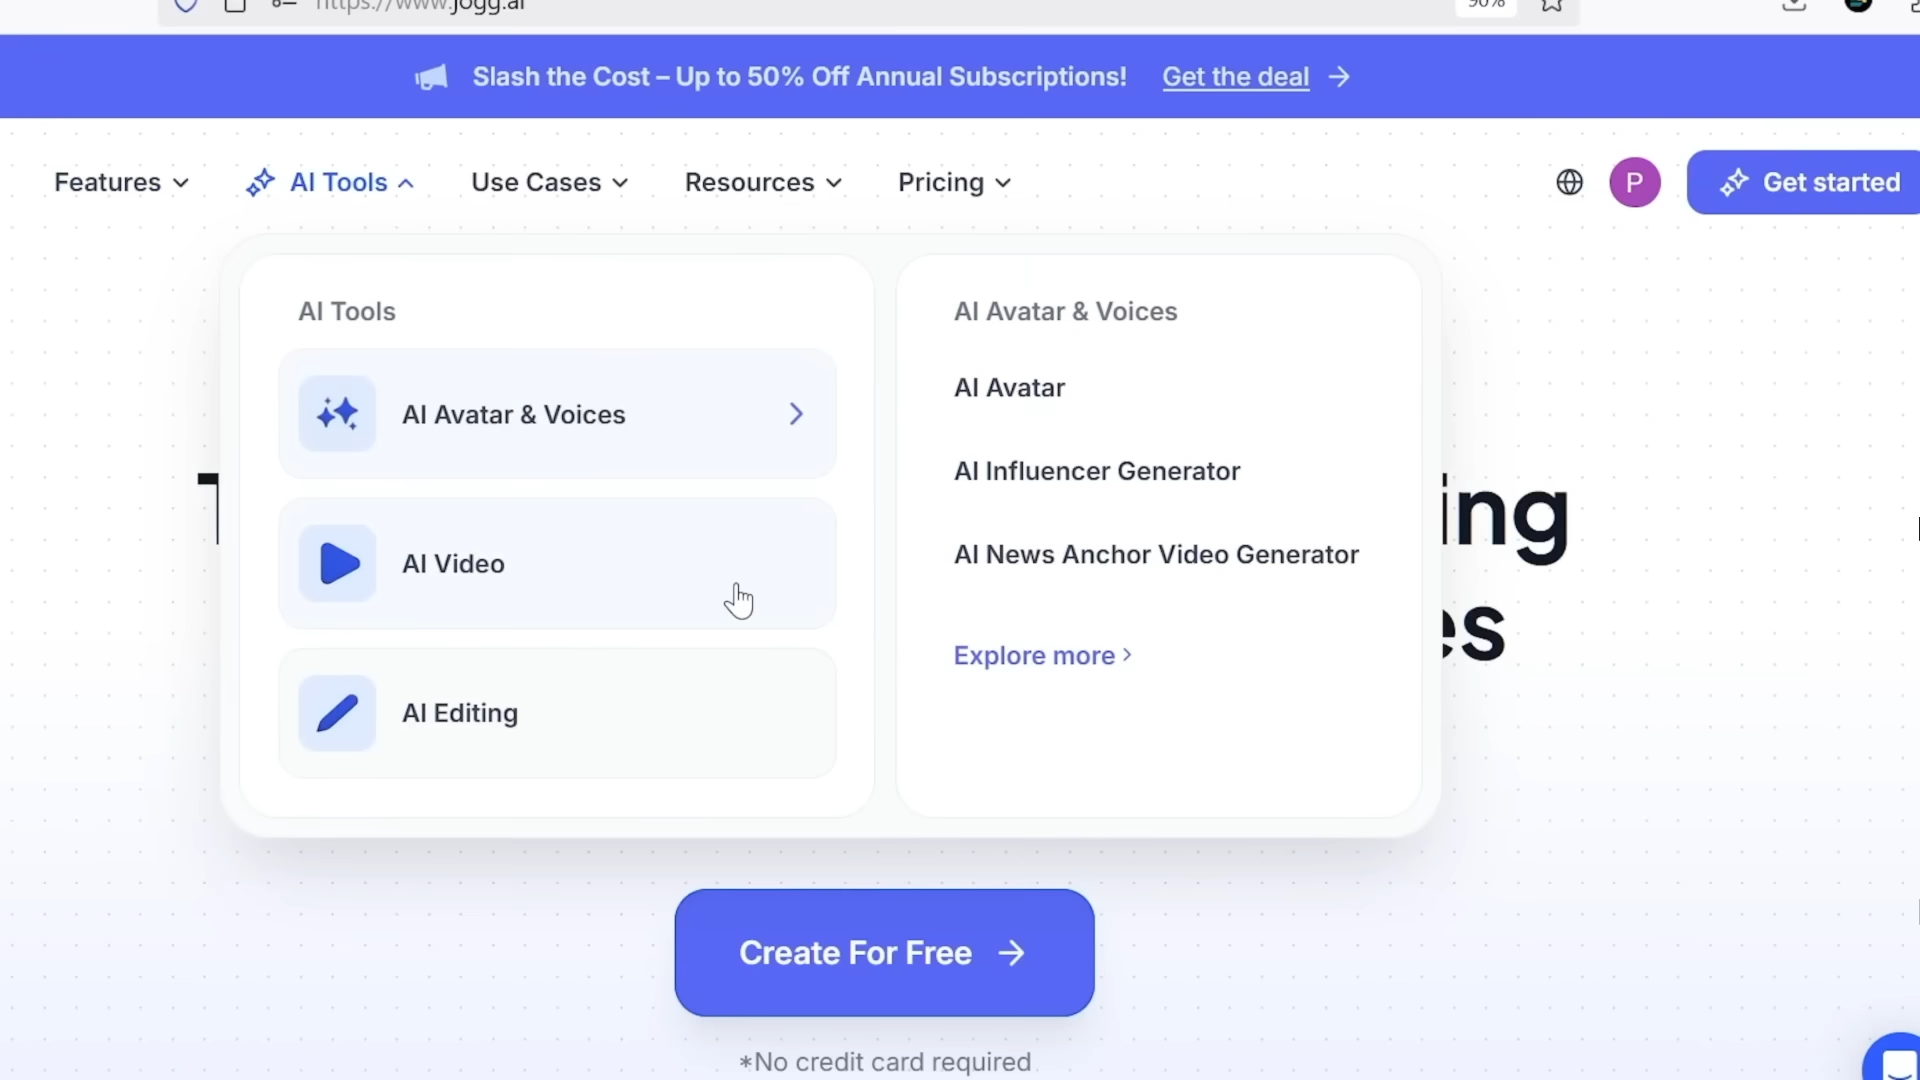 https://www.jogg.ai
90%
Slash the Cost – Up to 50% Off Annual Subscriptions! Get the deal →
Features
AI Tools
Use Cases
Resources
Pricing
P
Get started
AI Tools
AI Avatar & Voices
AI Video
AI Editing
AI Avatar & Voices
AI Avatar
AI Influencer Generator
AI News Anchor Video Generator
Explore more >
Create For Free →
*No credit card required